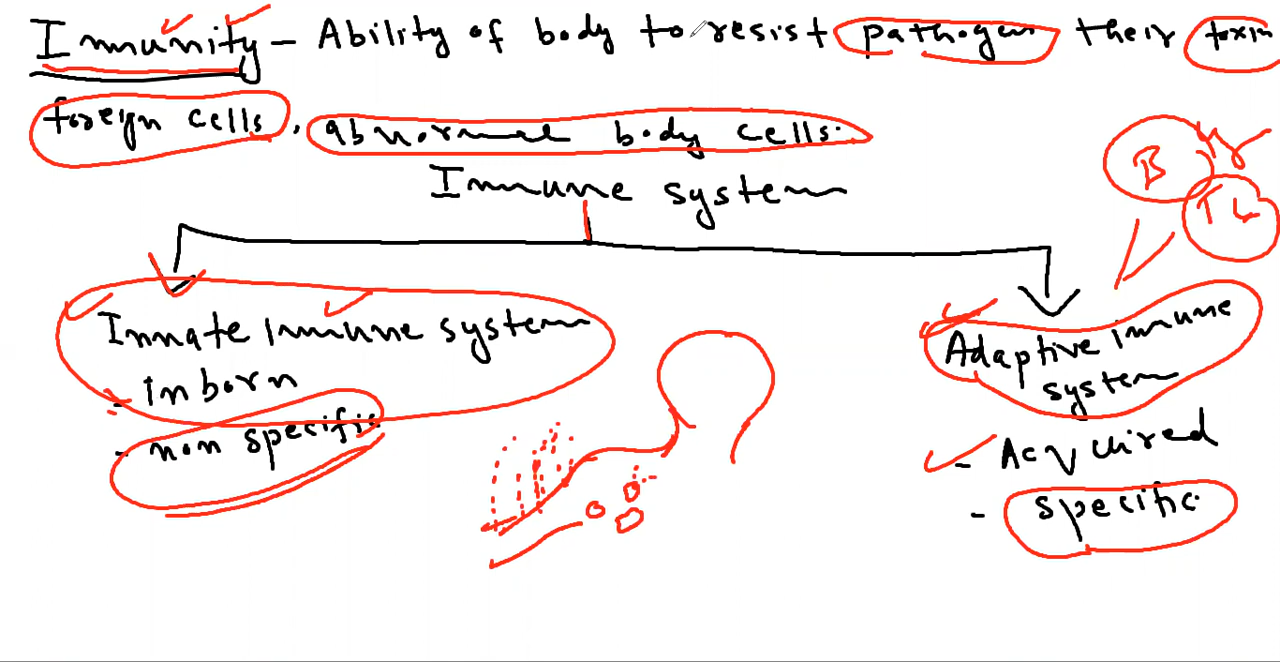 Immunity - Ability of body to resist pathogen their toxin
foreign cells, abnormal body cells.
B
TL
Immune system
Innate immune system
- Inborn
- non specific
Adaptive immune
system
- Acquired
- specific